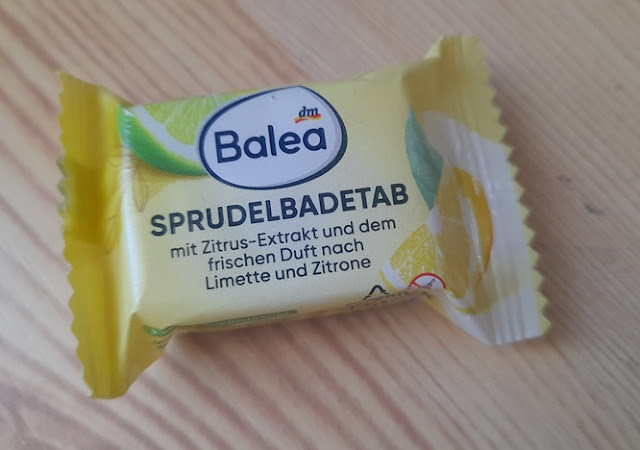 dm
Balea
SPRUDELBADETAB
mit Zitrus-Extrakt und dem
frischen Duft nach
Limette und Zitrone